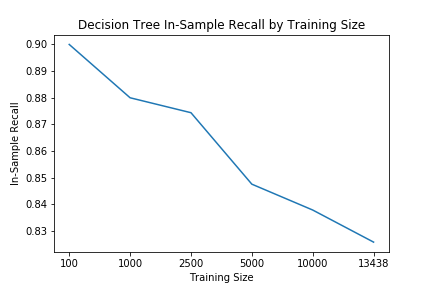 Decision Tree In-Sample Recall by Training Size
0.90
0.89
0.88
0.87
0.86
0.85
0.84
0.83
In-Sample Recall
100 1000 2500 5000 10000 13438
Training Size